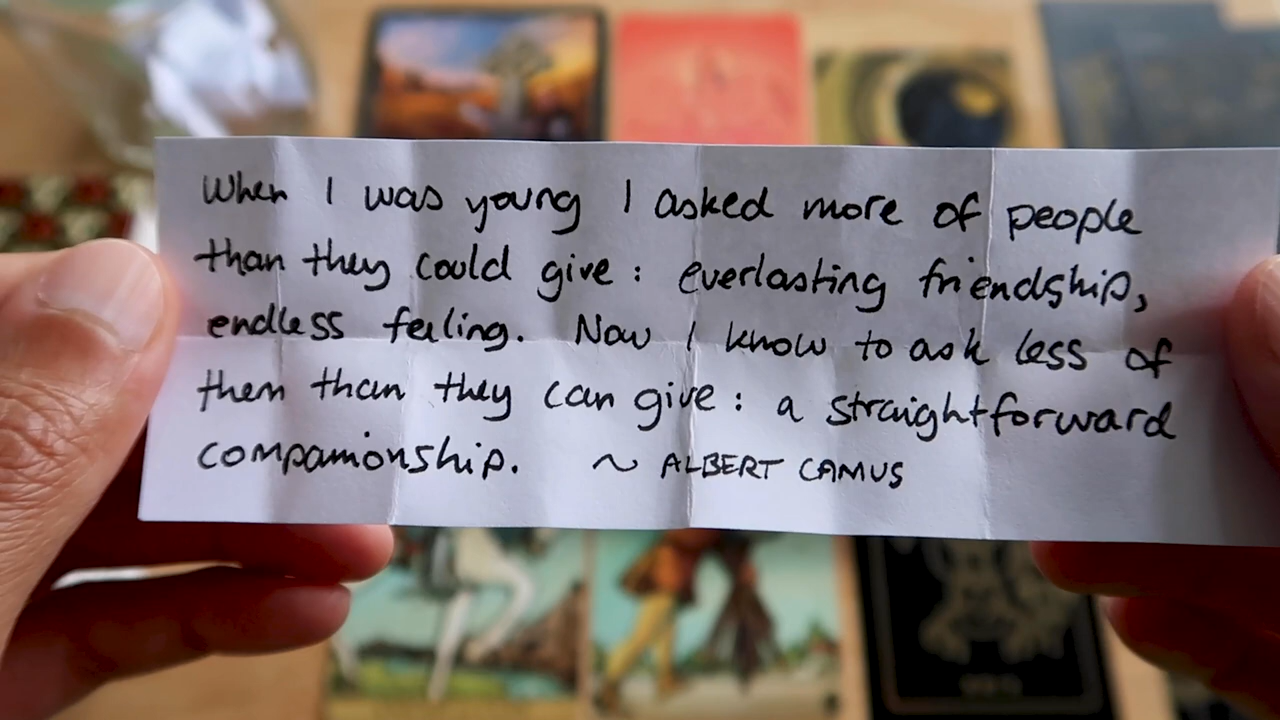 When I was young I asked more of people
than they could give: everlasting friendship,
endless feeling. Now I know to ask less of
them than they can give: a straightforward
companionship. ~ ALBERT CAMUS